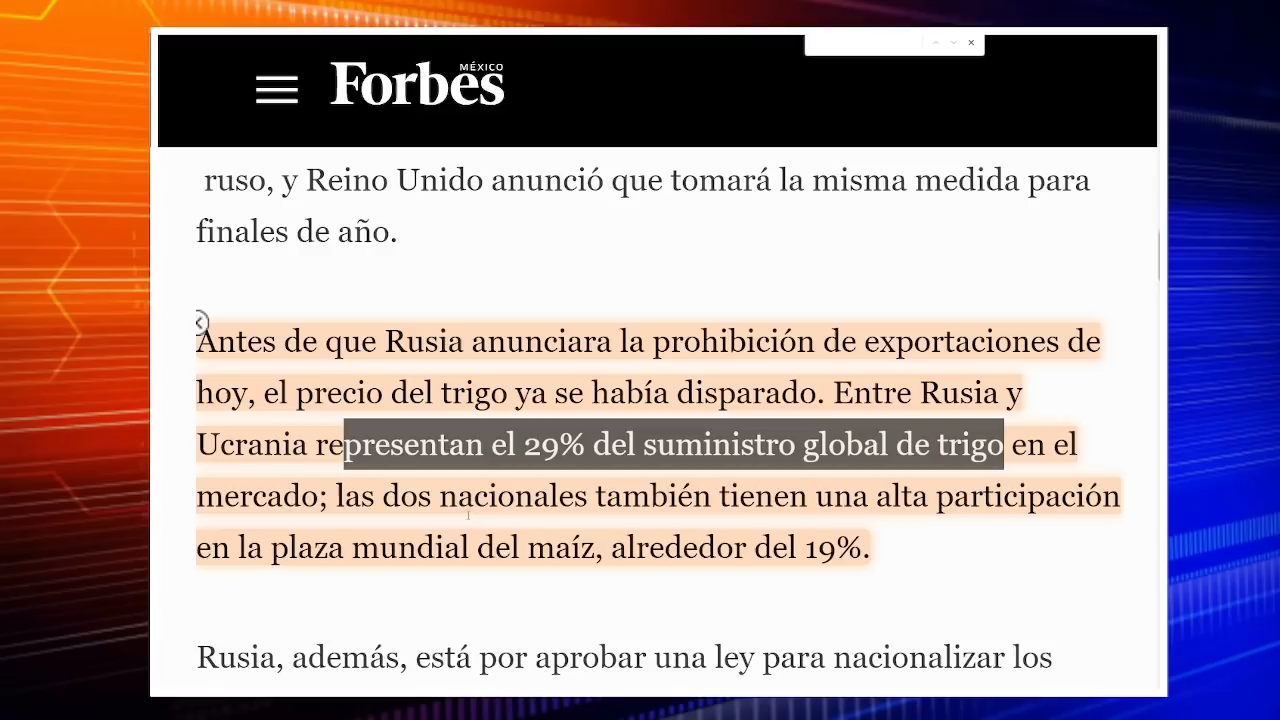 Forbes
MÉXICO
ruso, y Reino Unido anunció que tomará la misma medida para
finales de año.
Antes de que Rusia anunciara la prohibición de exportaciones de
hoy, el precio del trigo ya se había disparado. Entre Rusia y
Ucrania representan el 29% del suministro global de trigo en el
mercado; las dos nacionales también tienen una alta participación
en la plaza mundial del maíz, alrededor del 19%.
Rusia, además, está por aprobar una ley para nacionalizar los